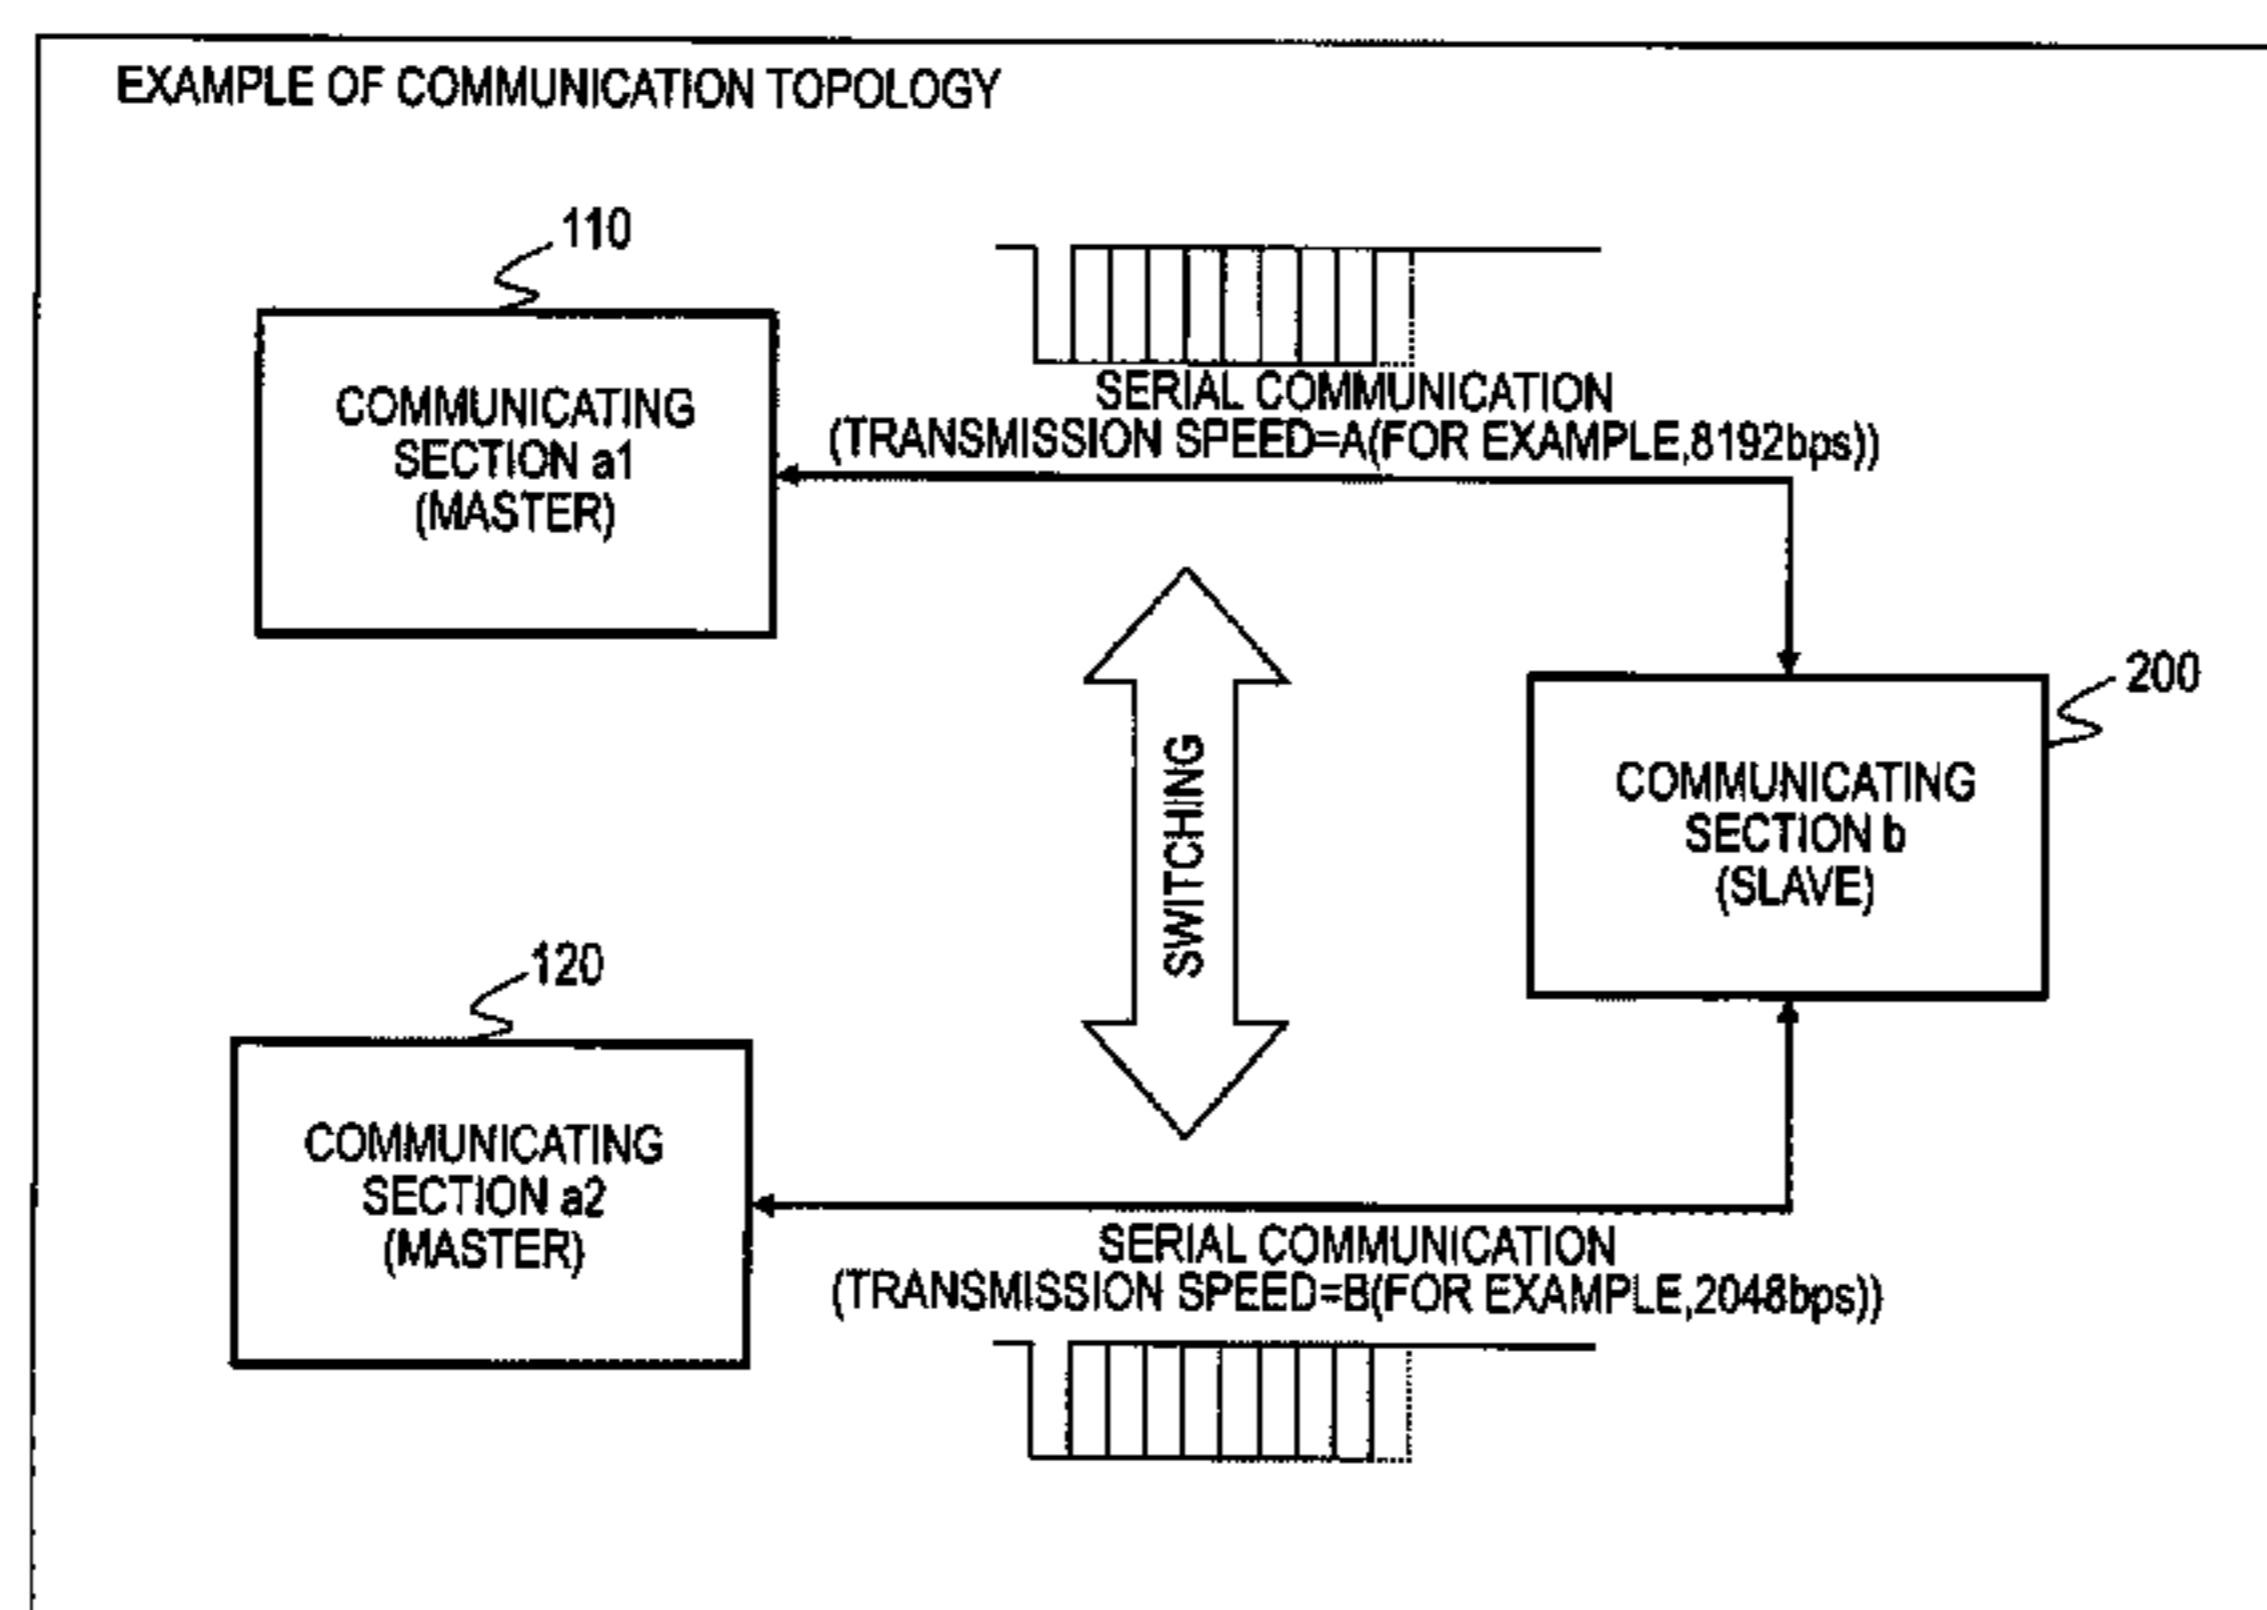 EXAMPLE OF COMMUNICATION TOPOLOGY
110
COMMUNICATING
SECTION a1
(MASTER)
SERIAL COMMUNICATION
(TRANSMISSION SPEED=A(FOR EXAMPLE,8192bps))
SWITCHING
200
COMMUNICATING
SECTION b
(SLAVE)
120
COMMUNICATING
SECTION a2
(MASTER)
SERIAL COMMUNICATION
(TRANSMISSION SPEED=B(FOR EXAMPLE,2048bps))